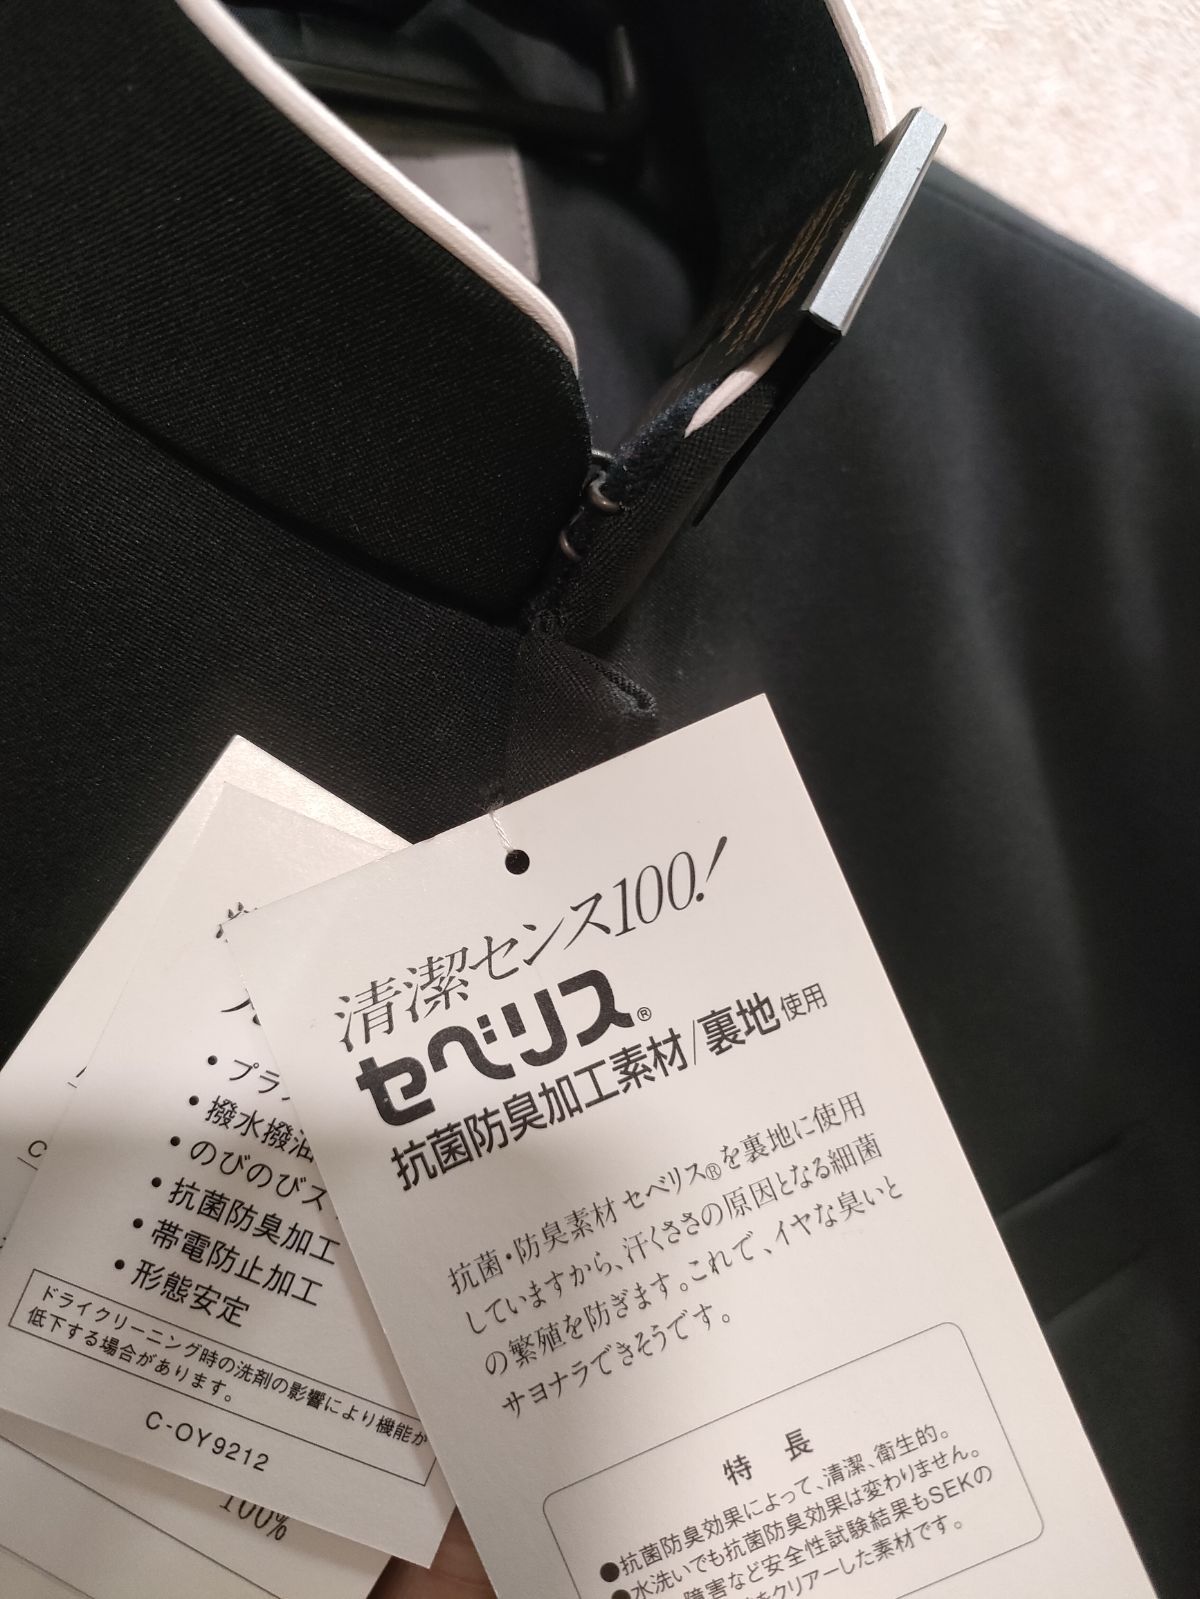 清潔センス100!
セベリス®
抗菌防臭加工素材/裏地使用
抗菌・防臭素材 セベリス®を裏地に使用
していますから、汗くささの原因となる細菌
の繁殖を防ぎます。これで、イヤな臭いと
サヨナラできそうです。
特長
●抗菌防臭効果によって、清潔、衛生的。
●水洗いでも抗菌防臭効果は変わりません。
障害など安全性試験結果もSEKの
をクリアーした素材です。
・プラ
・撥水撥油
・のびのびス
・抗菌防臭加工
・帯電防止加工
・形態安定
ドライクリーニング時の洗剤の影響により機能が
低下する場合があります。
C-OY9212
100%